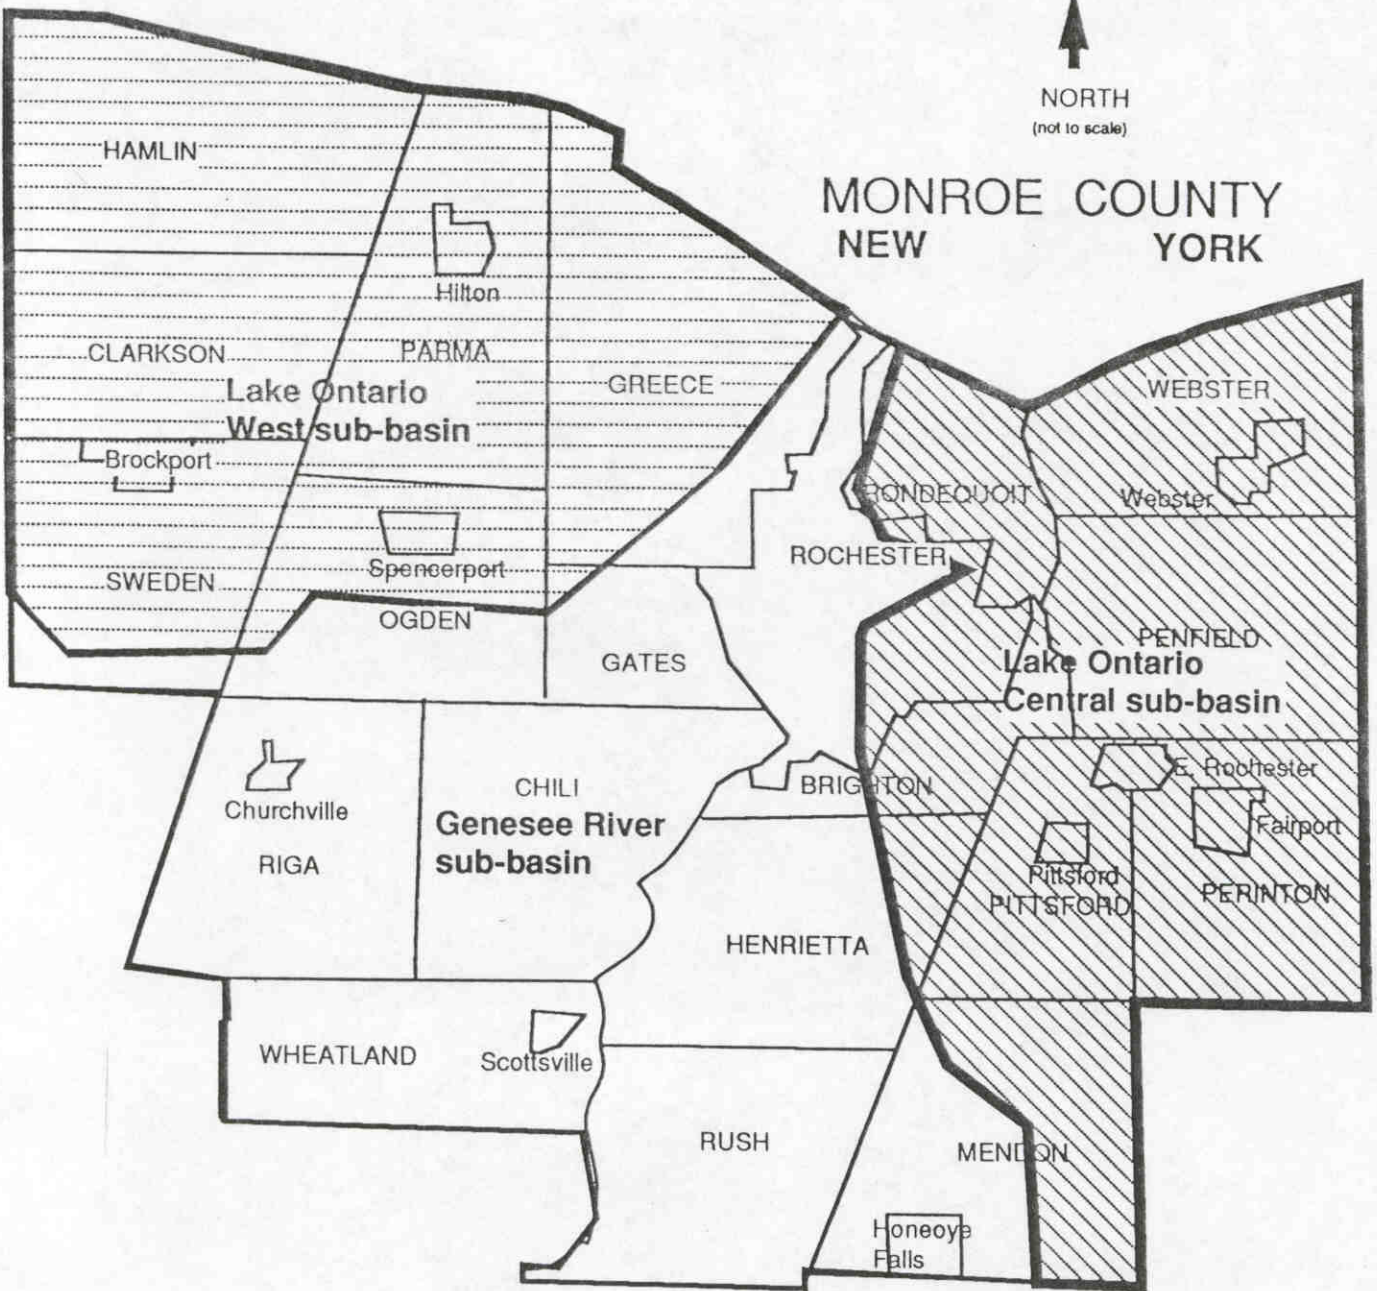 NORTH
(not to scale)
MONROE COUNTY
NEW YORK
HAMLIN
Hilton
CLARKSON
PARMA
GREECE
WEBSTER
Lake Ontario
West sub-basin
Brockport
RONDEQUOIT
Webster
SWEDEN
Spencerport
ROCHESTER
OGDEN
GATES
PENFIELD
Lake Ontario
Central sub-basin
Churchville
CHILI
BRIGHTON
E. Rochester
Genesee River
sub-basin
Fairport
RIGA
Pittsford
PITTSFORD
PERINTON
HENRIETTA
WHEATLAND
Scottsville
RUSH
MENDON
Honeoye
Falls